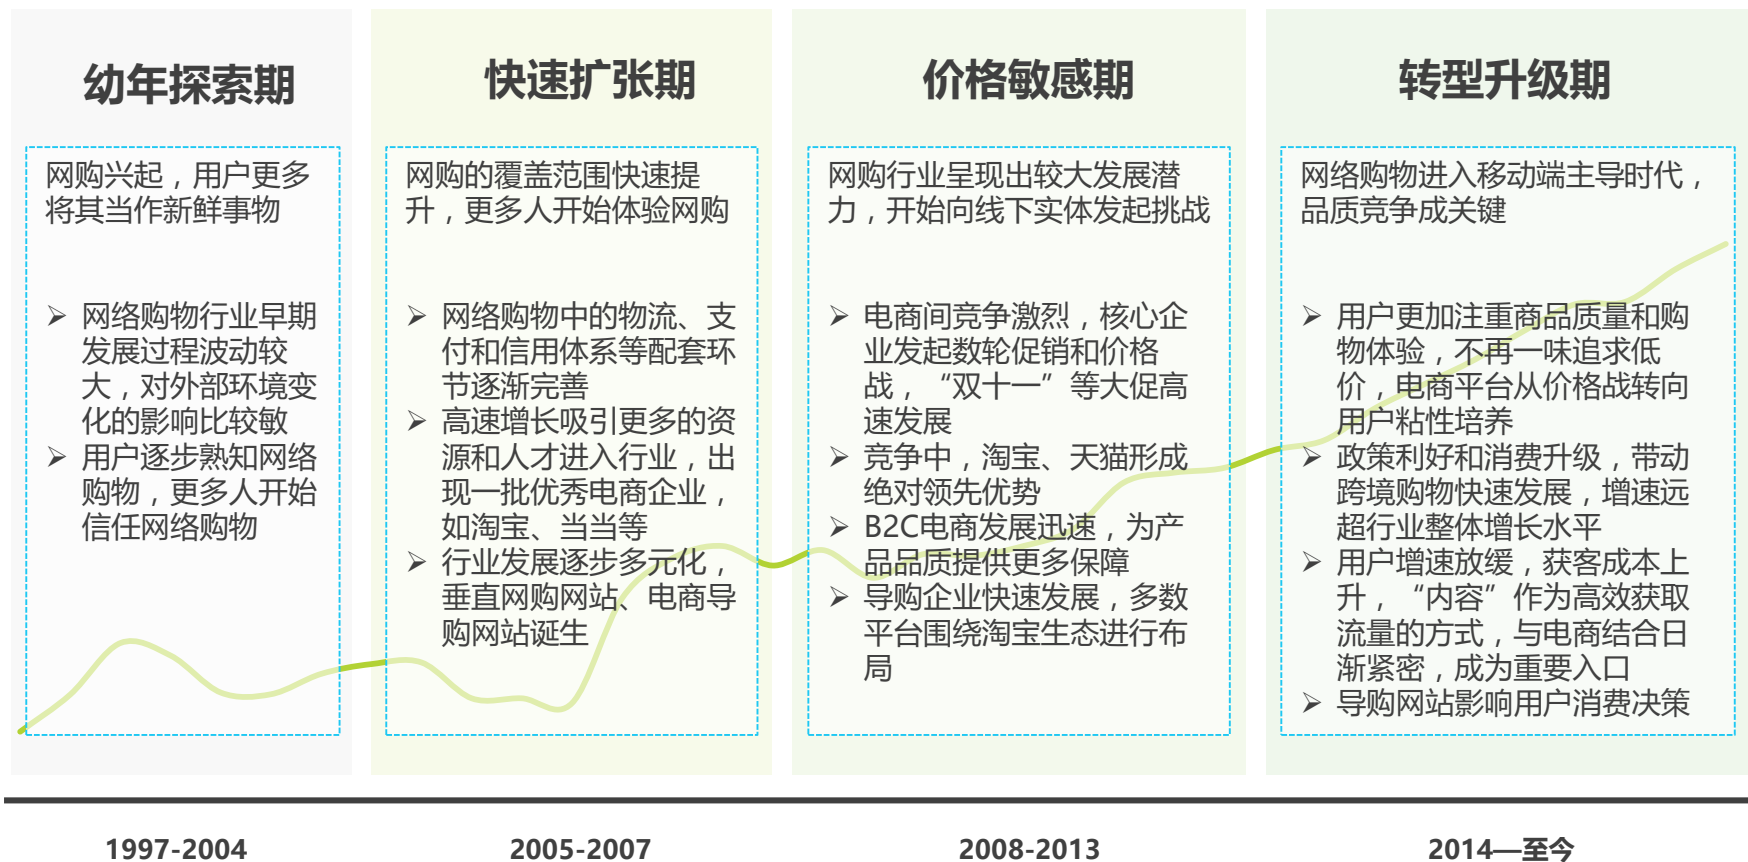 幼年探索期
网购兴起，用户更多
将其当作新鲜事物
➢ 网络购物行业早期
发展过程波动较
大，对外部环境变
化的影响比较敏
➢ 用户逐步熟知网络
购物，更多人开始
信任网络购物
1997-2004
快速扩张期
网购的覆盖范围快速提
升，更多人开始体验网购
➢ 网络购物中的物流、支
付和信用体系等配套环
节逐渐完善
➢ 高速增长吸引更多的资
源和人才进入行业，出
现一批优秀电商企业，
如淘宝、当当等
➢ 行业发展逐步多元化，
垂直网购网站、电商导
购网站诞生
2005-2007
价格敏感期
网购行业呈现出较大发展潜
力，开始向线下实体发起挑战
➢ 电商间竞争激烈，核心企
业发起数轮促销和价格
战，“双十一”等大促高
速发展
➢ 竞争中，淘宝、天猫形成
绝对领先优势
➢ B2C电商发展迅速，为产
品品质提供更多保障
➢ 导购企业快速发展，多数
平台围绕淘宝生态进行布
局
2008-2013
转型升级期
网络购物进入移动端主导时代，
品质竞争成关键
➢ 用户更加注重商品质量和购
物体验，不再一味追求低
价，电商平台从价格战转向
用户粘性培养
➢ 政策利好和消费升级，带动
跨境购物快速发展，增速远
超行业整体增长水平
➢ 用户增速放缓，获客成本上
升，“内容”作为高效获取
流量的方式，与电商结合日
渐紧密，成为重要入口
➢ 导购网站影响用户消费决策
2014—至今